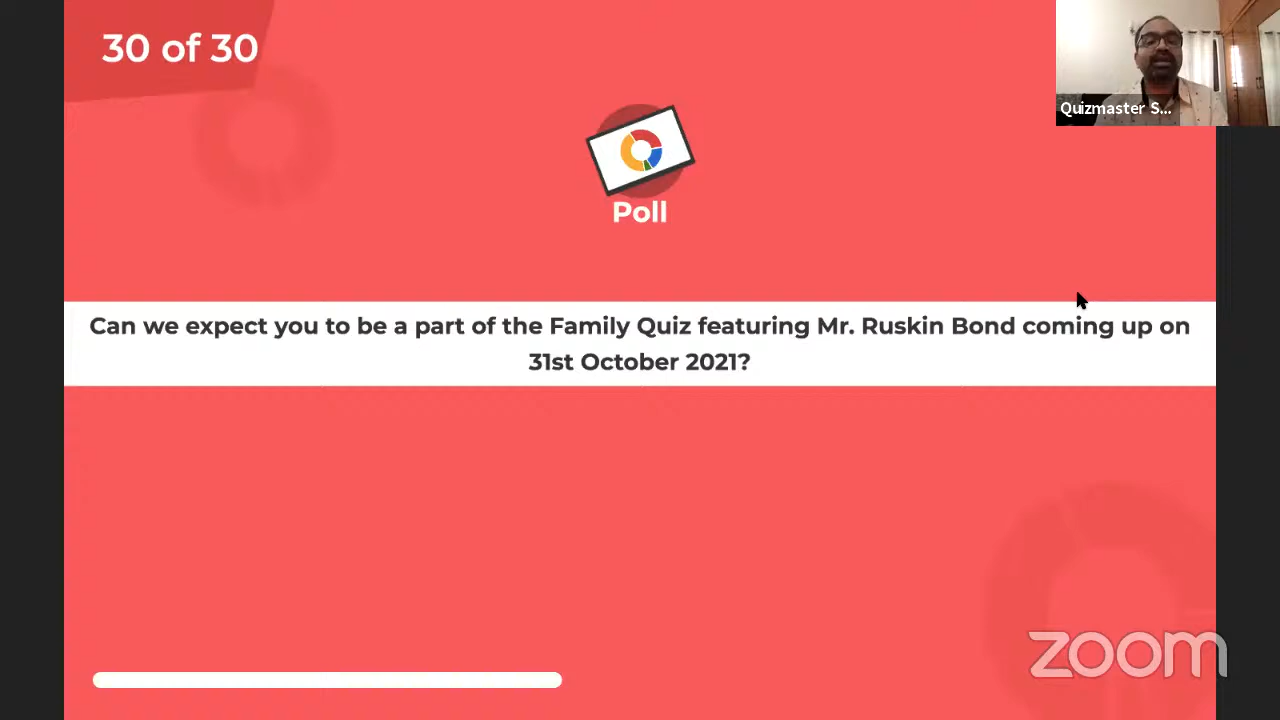 30 of 30
Quizmaster S...
Poll
Can we expect you to be a part of the Family Quiz featuring Mr. Ruskin Bond coming up on
31st October 2021?
zoom